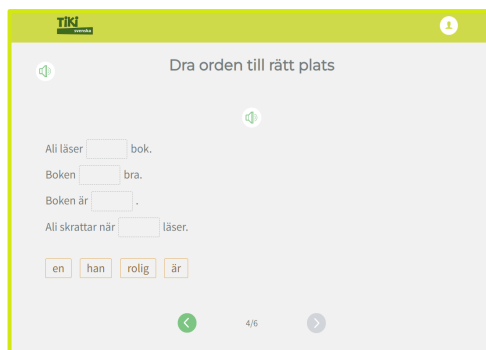 Tiki
svenska
Dra orden till rätt plats
Ali läser bok.
Boken bra.
Boken är .
Ali skrattar när läser.
en han rolig är
4/6